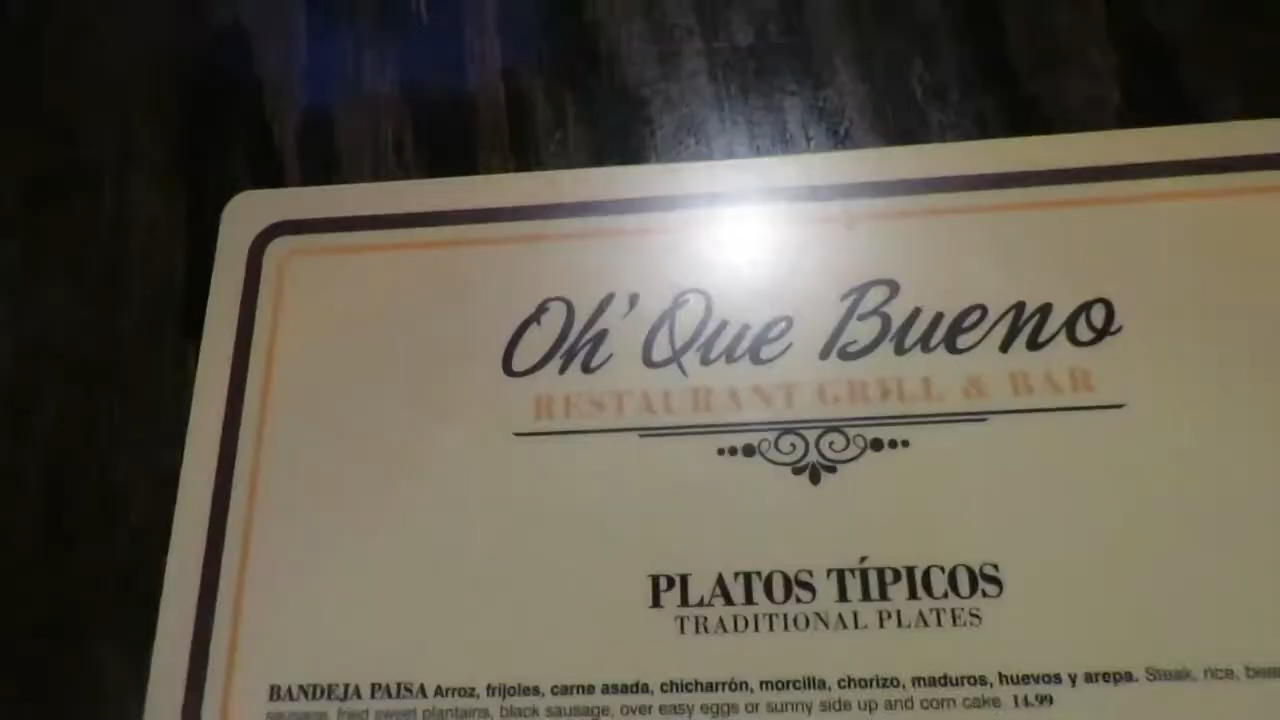 Oh' Que Bueno
RESTAURANT GRILL & BAR
PLATOS TÍPICOS
TRADITIONAL PLATES
BANDEJA PAISA Arroz, frijoles, carne asada, chicharrón, morcilla, chorizo, maduros, huevos y arepa. Steak, rice,
sausage, fried sweet plantains, black sausage, over easy eggs or sunny side up and corn cake. 14.99